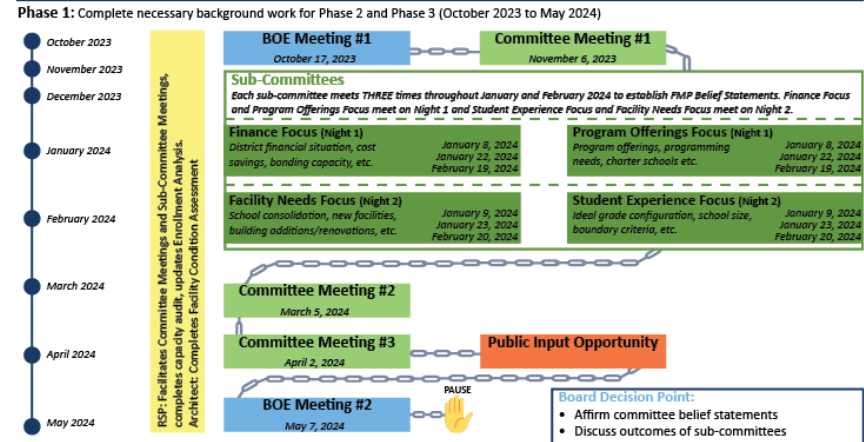 Phase 1: Complete necessary background work for Phase 2 and Phase 3 (October 2023 to May 2024)
October 2023
November 2023
December 2023
January 2024
February 2024
March 2024
April 2024
May 2024
RSP: Facilitates Committee Meetings and Sub-Committee Meetings,
completes capacity audit, updates Enrollment Analysis.
Architect: Completes Facility Condition Assessment
BOE Meeting #1
October 17, 2023
Committee Meeting #1
November 6, 2023
Sub-Committees
Each sub-committee meets THREE times throughout January and February 2024 to establish FMP Belief Statements. Finance Focus
and Program Offerings Focus meet on Night 1 and Student Experience Focus and Facility Needs Focus meet on Night 2.
Finance Focus (Night 1)
District financial situation, cost
savings, bonding capacity, etc.
January 8, 2024
January 22, 2024
February 19, 2024
Program Offerings Focus (Night 1)
Program offerings, programming
needs, charter schools etc.
January 8, 2024
January 22, 2024
February 19, 2024
Facility Needs Focus (Night 2)
School consolidation, new facilities,
building additions/renovations, etc.
January 9, 2024
January 23, 2024
February 20, 2024
Student Experience Focus (Night 2)
Ideal grade configuration, school size,
boundary criteria, etc.
January 9, 2024
January 23, 2024
February 20, 2024
Committee Meeting #2
March 5, 2024
Committee Meeting #3
April 2, 2024
Public Input Opportunity
BOE Meeting #2
May 7, 2024
PAUSE
Board Decision Point:
• Affirm committee belief statements
• Discuss outcomes of sub-committees